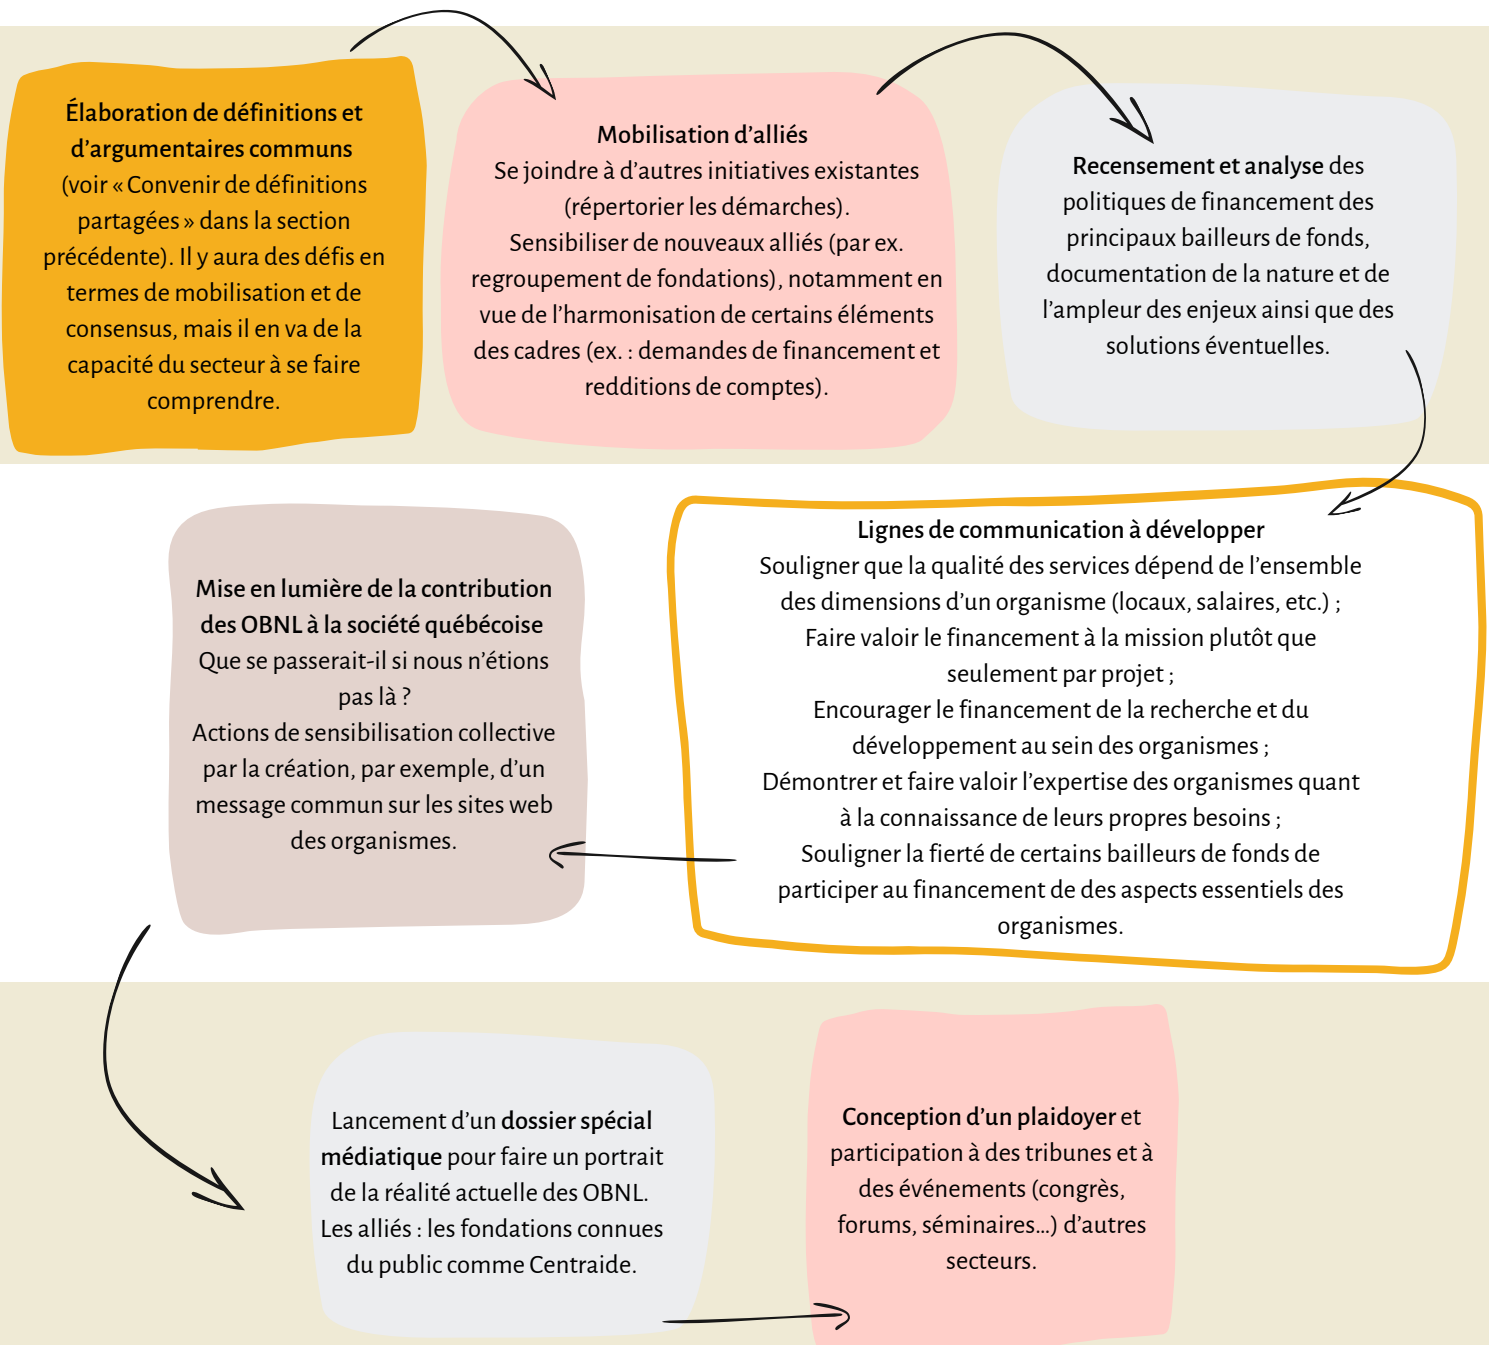 Élaboration de définitions et
d’argumentaires communs
(voir « Convenir de définitions
partagées » dans la section
précédente). Il y aura des défis en
termes de mobilisation et de
consensus, mais il en va de la
capacité du secteur à se faire
comprendre.
Mobilisation d’alliés
Se joindre à d’autres initiatives existantes
(répertorier les démarches).
Sensibiliser de nouveaux alliés (par ex.
regroupement de fondations), notamment en
vue de l’harmonisation de certains éléments
des cadres (ex. : demandes de financement et
redditions de comptes).
Recensement et analyse des
politiques de financement des
principaux bailleurs de fonds,
documentation de la nature et de
l’ampleur des enjeux ainsi que des
solutions éventuelles.
Lignes de communication à développer
Souligner que la qualité des services dépend de l’ensemble
des dimensions d’un organisme (locaux, salaires, etc.) ;
Faire valoir le financement à la mission plutôt que
seulement par projet ;
Encourager le financement de la recherche et du
développement au sein des organismes ;
Démontrer et faire valoir l’expertise des organismes quant
à la connaissance de leurs propres besoins ;
Souligner la fierté de certains bailleurs de fonds de
participer au financement de des aspects essentiels des
organismes.
Mise en lumière de la contribution
des OBNL à la société québécoise
Que se passerait-il si nous n’étions
pas là ?
Actions de sensibilisation collective
par la création, par exemple, d’un
message commun sur les sites web
des organismes.
Lancement d’un dossier spécial
médiatique pour faire un portrait
de la réalité actuelle des OBNL.
Les alliés : les fondations connues
du public comme Centraide.
Conception d’un plaidoyer et
participation à des tribunes et à
des événements (congrès,
forums, séminaires…) d’autres
secteurs.